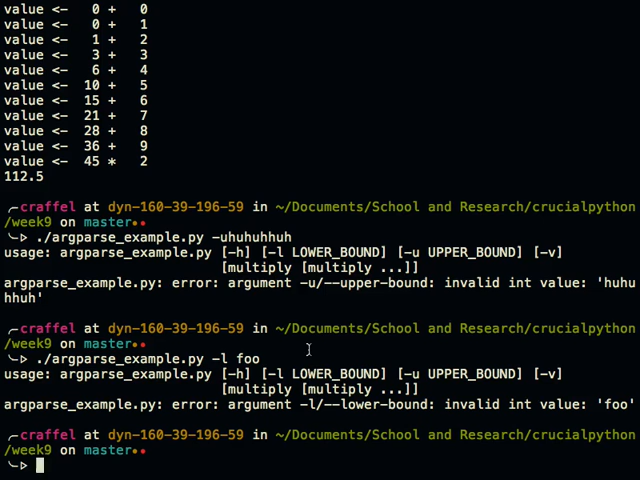 value <-   0 +   0
value <-   0 +   1
value <-   1 +   2
value <-   3 +   3
value <-   6 +   4
value <-  10 +   5
value <-  15 +   6
value <-  21 +   7
value <-  28 +   8
value <-  36 +   9
value <-  45 *   2
112.5
╭─craffel at dyn-160-39-196-59 in ~/Documents/School and Research/crucialpython
/week9 on master••
╰─▷ ./argparse_example.py -uhuhuhhuh
usage: argparse_example.py [-h] [-l LOWER_BOUND] [-u UPPER_BOUND] [-v]
[multiply [multiply ...]]
argparse_example.py: error: argument -u/--upper-bound: invalid int value: 'huhu
hhuh'
╭─craffel at dyn-160-39-196-59 in ~/Documents/School and Research/crucialpython
/week9 on master••
╰─▷ ./argparse_example.py -l foo
usage: argparse_example.py [-h] [-l LOWER_BOUND] [-u UPPER_BOUND] [-v]
[multiply [multiply ...]]
argparse_example.py: error: argument -l/--lower-bound: invalid int value: 'foo'
╭─craffel at dyn-160-39-196-59 in ~/Documents/School and Research/crucialpython
/week9 on master••
╰─▷